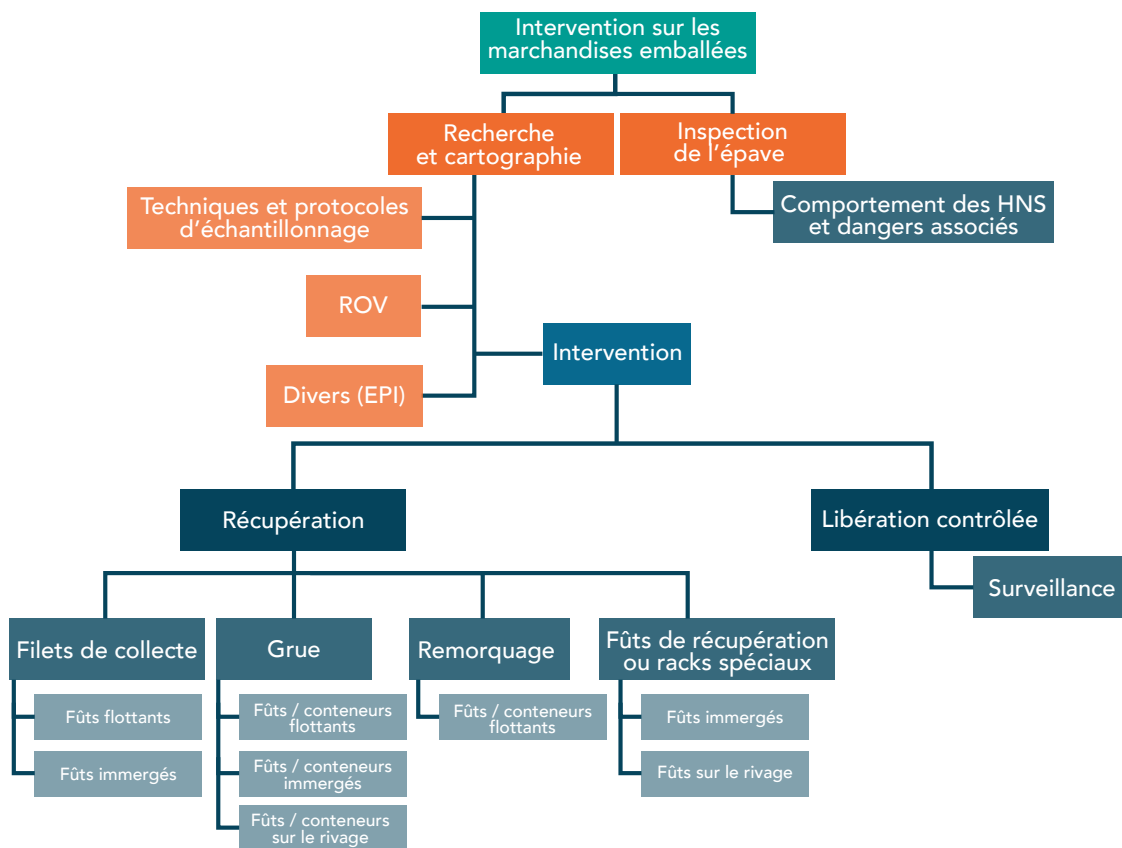 Intervention sur les
marchandises emballées
Recherche
et cartographie
Inspection
de l'épave
Techniques et protocoles
d'échantillonnage
Comportement des HNS
et dangers associés
ROV
Intervention
Divers (EPI)
Récupération
Libération contrôlée
Surveillance
Filets de collecte
Grue
Remorquage
Fûts de récupération
ou racks spéciaux
Fûts flottants
Fûts immergés
Fûts / conteneurs
flottants
Fûts / conteneurs
immergés
Fûts / conteneurs
sur le rivage
Fûts / conteneurs
flottants
Fûts immergés
Fûts sur le rivage